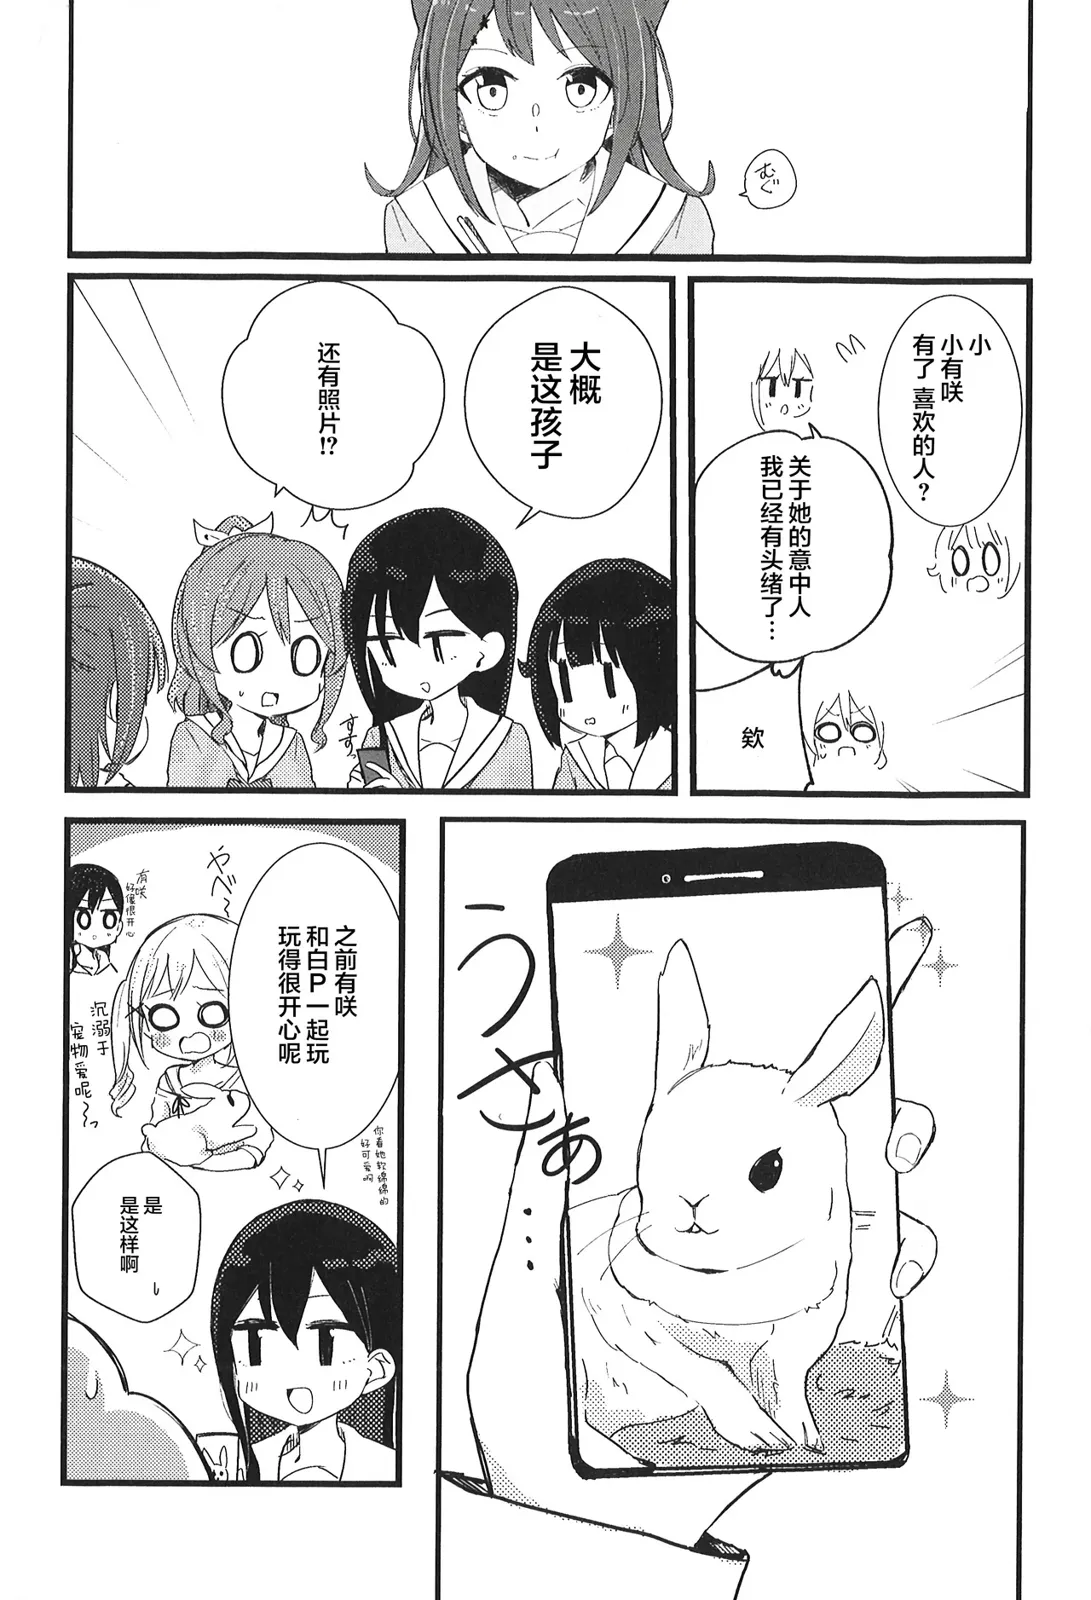 むぐ
小
小有咲
有了 喜欢的人？
关于她的意中人
我已经有头绪了…
欸
大概
是这孩子
还有照片
!?
すすっ
うさぁ…
之前有咲
和白P一起玩
玩得很开心呢
やべ〜
有咲
好像很开心
沉溺于
宠物爱呢〜
你看她软绵绵的
好可爱啊
是
是这样啊